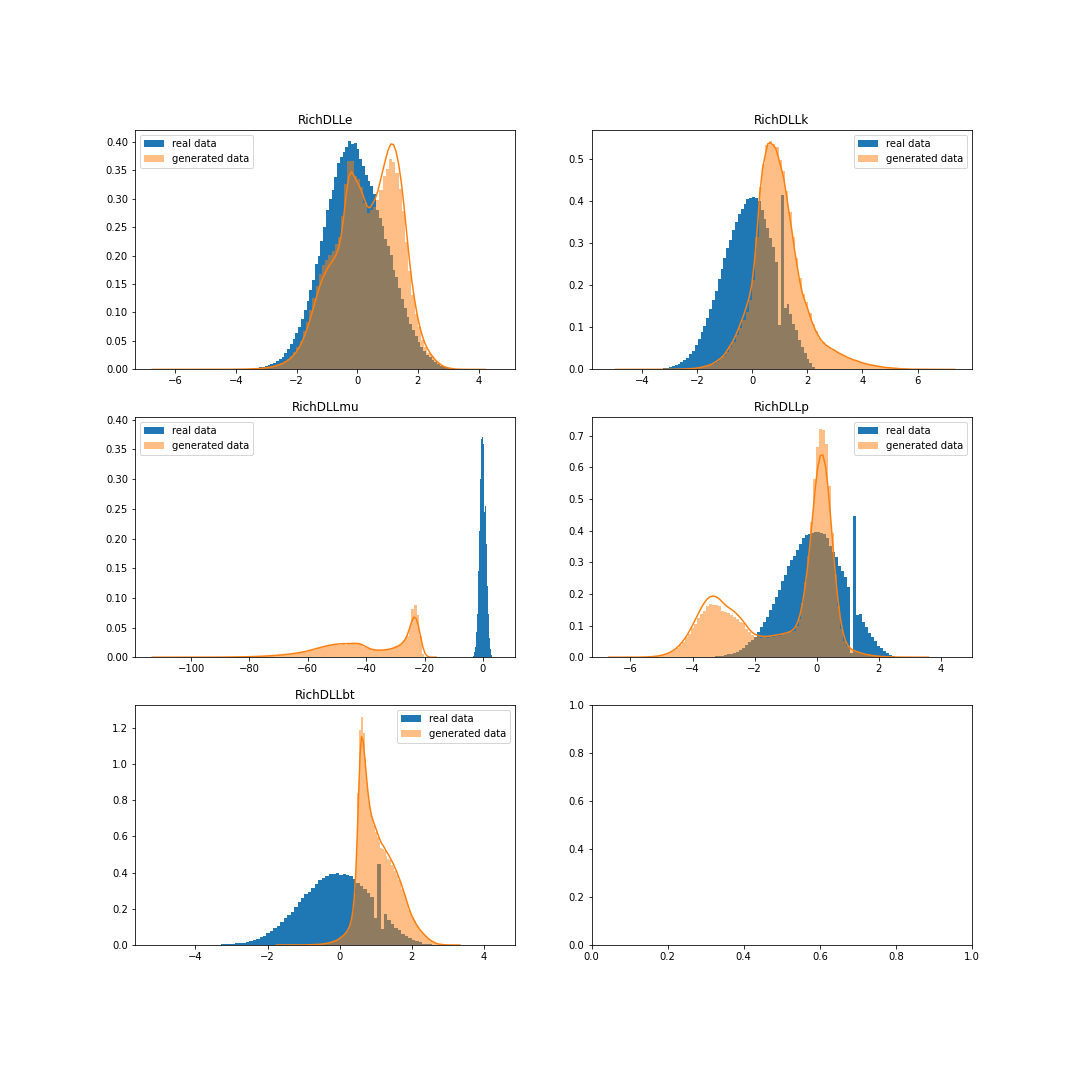 RichDLLe
real data
generated data
0.40
0.35
0.30
0.25
0.20
0.15
0.10
0.05
0.00
−6 −4 −2 0 2 4
RichDLLk
real data
generated data
0.5
0.4
0.3
0.2
0.1
0.0
−4 −2 0 2 4 6
RichDLLmu
real data
generated data
0.40
0.35
0.30
0.25
0.20
0.15
0.10
0.05
0.00
−100 −80 −60 −40 −20 0
RichDLLp
real data
generated data
0.7
0.6
0.5
0.4
0.3
0.2
0.1
0.0
−6 −4 −2 0 2 4
RichDLLbt
real data
generated data
1.2
1.0
0.8
0.6
0.4
0.2
0.0
−4 −2 0 2 4
1.0
0.8
0.6
0.4
0.2
0.0
0.0 0.2 0.4 0.6 0.8 1.0